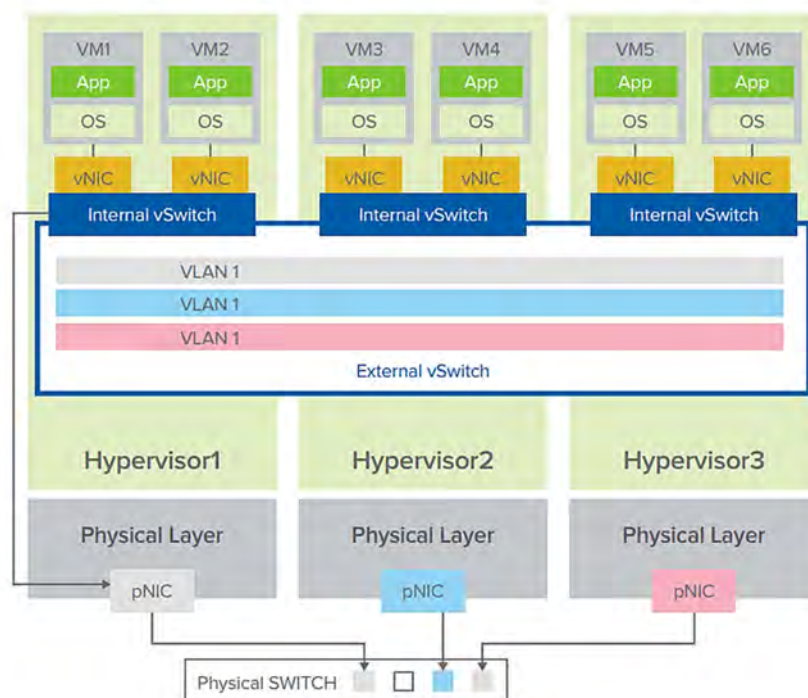 VM1 VM2 VM3 VM4 VM5 VM6
App App App App App App
OS OS OS OS OS OS
vNIC vNIC vNIC vNIC vNIC vNIC
Internal vSwitch Internal vSwitch Internal vSwitch
VLAN 1
VLAN 1
VLAN 1
External vSwitch
Hypervisor1 Hypervisor2 Hypervisor3
Physical Layer Physical Layer Physical Layer
pNIC pNIC pNIC
Physical SWITCH